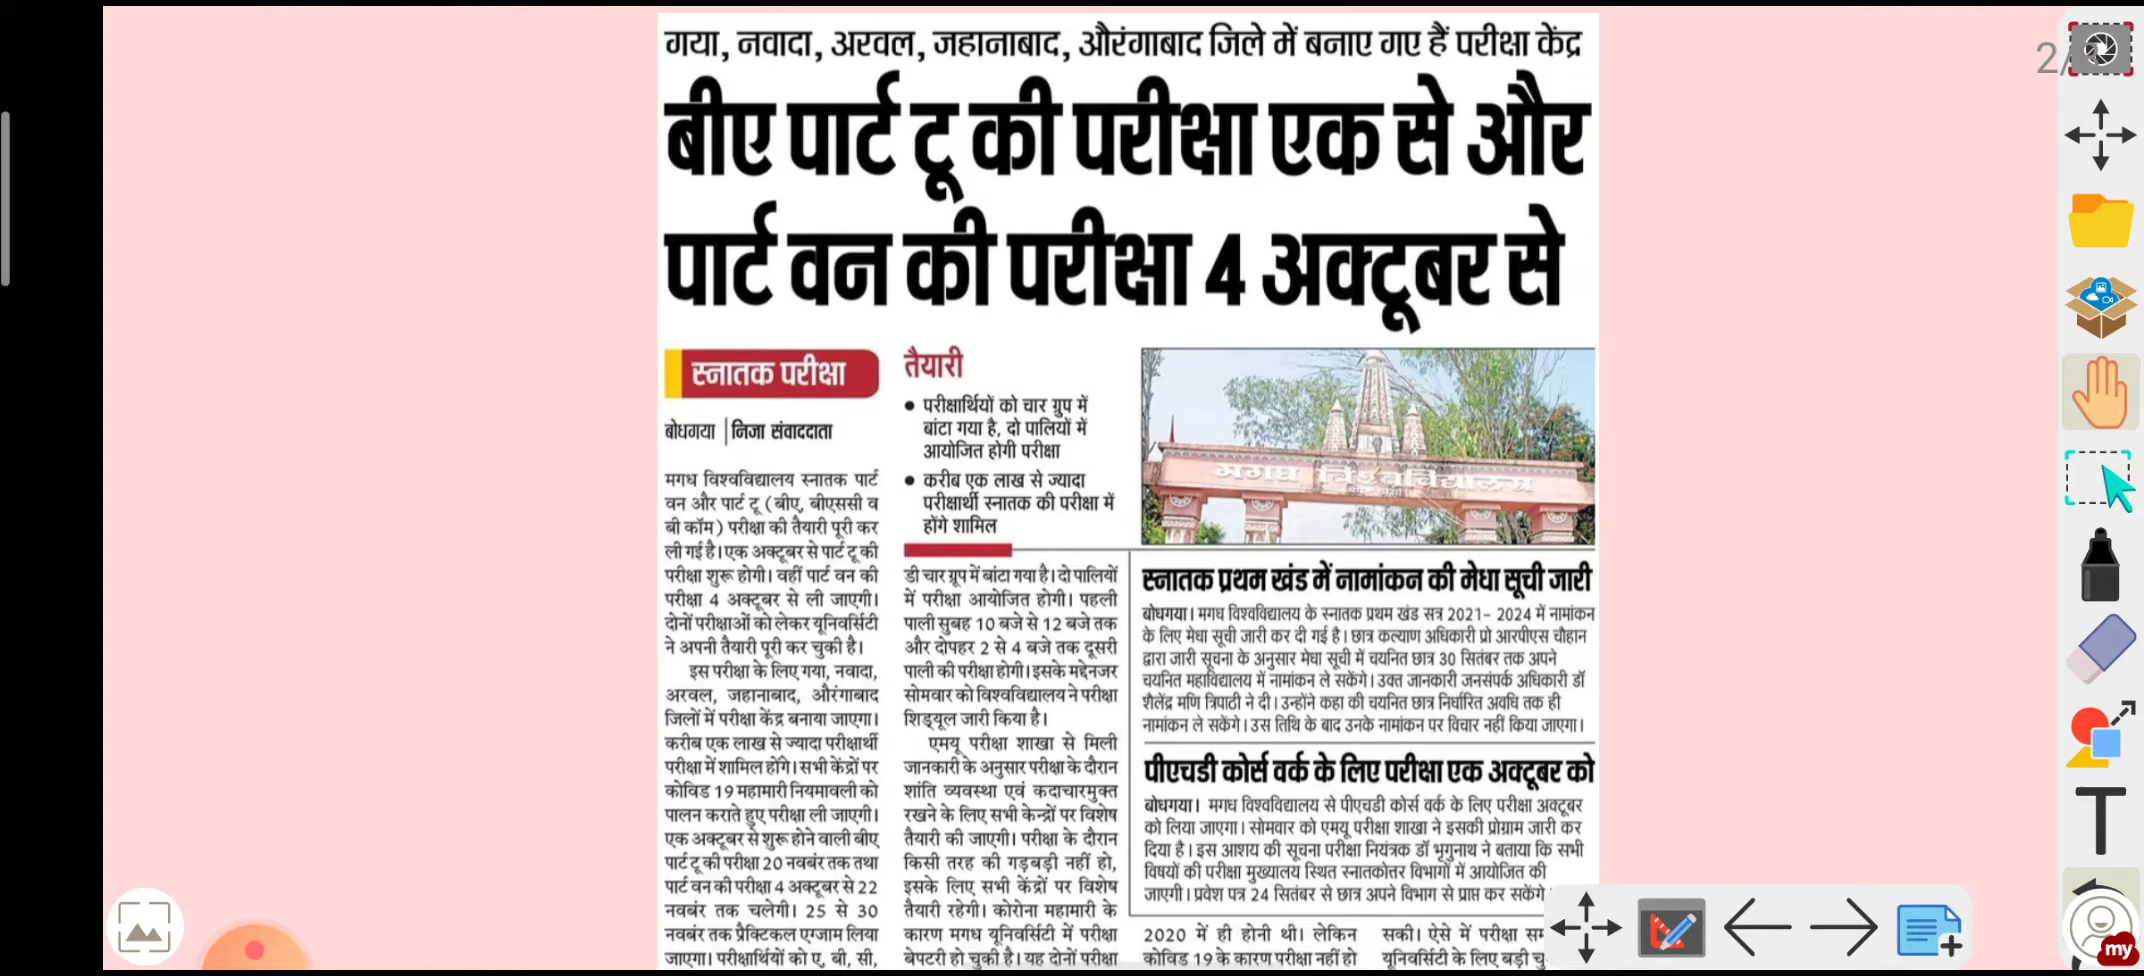 गया, नवादा, अरवल, जहानाबाद, औरंगाबाद जिले में बनाए गए हैं परीक्षा केंद्र
बीए पार्ट टू की परीक्षा एक से और
पार्ट वन की परीक्षा 4 अक्टूबर से
स्नातक परीक्षा
बोधगया | निजा संवाददाता
मगध विश्वविद्यालय स्नातक पार्ट
वन और पार्ट टू (बीए, बीएससी व
बी कॉम) परीक्षा की तैयारी पूरी कर
ली गई है। एक अक्टूबर से पार्ट टू की
परीक्षा शुरू होगी। वहीं पार्ट वन की
परीक्षा 4 अक्टूबर से ली जाएगी।
दोनों परीक्षाओं को लेकर यूनिवर्सिटी
ने अपनी तैयारी पूरी कर चुकी है।
इस परीक्षा के लिए गया, नवादा,
अरवल, जहानाबाद, औरंगाबाद
जिलों में परीक्षा केंद्र बनाया जाएगा।
करीब एक लाख से ज्यादा परीक्षार्थी
परीक्षा में शामिल होंगे। सभी केंद्रों पर
कोविड 19 महामारी नियमावली को
पालन कराते हुए परीक्षा ली जाएगी।
एक अक्टूबर से शुरू होने वाली बीए
पार्ट टू की परीक्षा 20 नवबंर तक तथा
पार्ट वन की परीक्षा 4 अक्टूबर से 22
नवबंर तक चलेगी। 25 से 30
नवबंर तक प्रैक्टिकल एग्जाम लिया
जाएगा। परीक्षार्थियों को ए, बी, सी,
तैयारी
● परीक्षार्थियों को चार ग्रुप में
बांटा गया है, दो पालियों में
आयोजित होगी परीक्षा
● करीब एक लाख से ज्यादा
परीक्षार्थी स्नातक की परीक्षा में
होंगे शामिल
डी चार ग्रूप में बांटा गया है। दो पालियों
में परीक्षा आयोजित होगी। पहली
पाली सुबह 10 बजे से 12 बजे तक
और दोपहर 2 से 4 बजे तक दूसरी
पाली की परीक्षा होगी। इसके मद्देनजर
सोमवार को विश्वविद्यालय ने परीक्षा
शिड्यूल जारी किया है।
एमयू परीक्षा शाखा से मिली
जानकारी के अनुसार परीक्षा के दौरान
शांति व्यवस्था एवं कदाचारमुक्त
रखने के लिए सभी केन्द्रों पर विशेष
तैयारी की जाएगी। परीक्षा के दौरान
किसी तरह की गड़बड़ी नहीं हो,
इसके लिए सभी केंद्रों पर विशेष
तैयारी रहेगी। कोरोना महामारी के
कारण मगध यूनिवर्सिटी में परीक्षा
बेपटरी हो चुकी है। यह दोनों परीक्षा
मगध विश्वविद्यालय
स्नातक प्रथम खंड में नामांकन की मेधा सूची जारी
बोधगया। मगध विश्वविद्यालय के स्नातक प्रथम खंड सत्र 2021- 2024 में नामांकन
के लिए मेधा सूची जारी कर दी गई है। छात्र कल्याण अधिकारी प्रो आरपीएस चौहान
द्वारा जारी सूचना के अनुसार मेधा सूची में चयनित छात्र 30 सितंबर तक अपने
चयनित महाविद्यालय में नामांकन ले सकेंगे। उक्त जानकारी जनसंपर्क अधिकारी डॉ
शैलेंद्र मणि त्रिपाठी ने दी। उन्होंने कहा की चयनित छात्र निर्धारित अवधि तक ही
नामांकन ले सकेंगे। उस तिथि के बाद उनके नामांकन पर विचार नहीं किया जाएगा।
पीएचडी कोर्स वर्क के लिए परीक्षा एक अक्टूबर को
बोधगया। मगध विश्वविद्यालय से पीएचडी कोर्स वर्क के लिए परीक्षा अक्टूबर
को लिया जाएगा। सोमवार को एमयू परीक्षा शाखा ने इसकी प्रोग्राम जारी कर
दिया है। इस आशय की सूचना परीक्षा नियंत्रक डॉ भृगुनाथ ने बताया कि सभी
विषयों की परीक्षा मुख्यालय स्थित स्नातकोत्तर विभागों में आयोजित की
जाएगी। प्रवेश पत्र 24 सितंबर से छात्र अपने विभाग से प्राप्त कर सकेंगे
2020 में ही होनी थी। लेकिन
कोविड 19 के कारण परीक्षा नहीं हो
सकी। ऐसे में परीक्षा
यूनिवर्सिटी के लिए बड़ी
2/
T
my